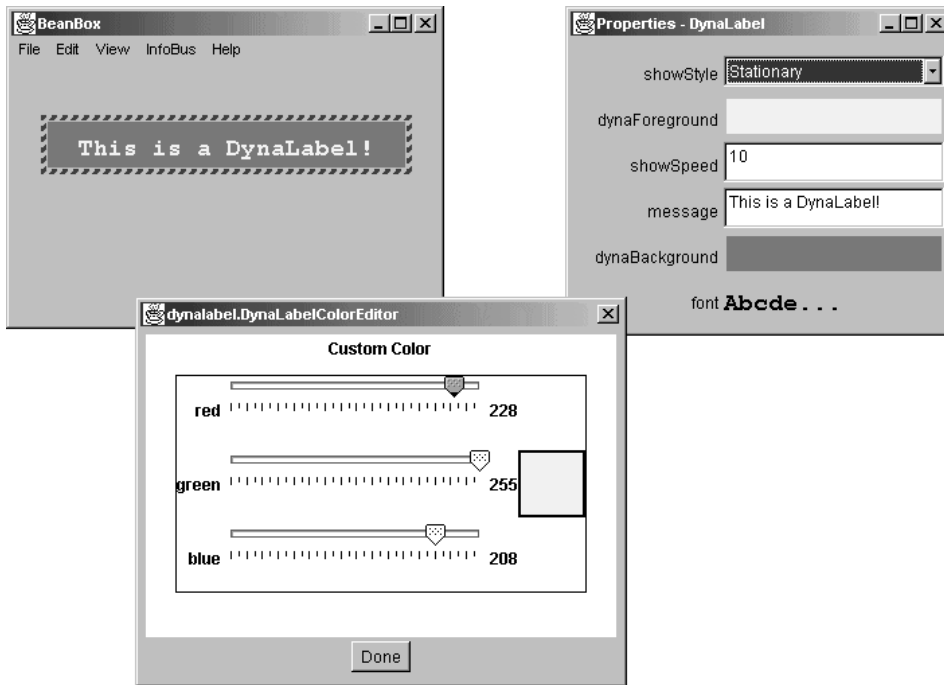 BeanBox
File Edit View InfoBus Help
This is a DynaLabel!
Properties - DynaLabel
showStyle Stationary
dynaForeground
showSpeed 10
message This is a DynaLabel!
dynaBackground
font Abcde...
dynalabel.DynaLabelColorEditor
Custom Color
red 228
green 255
blue 208
Done